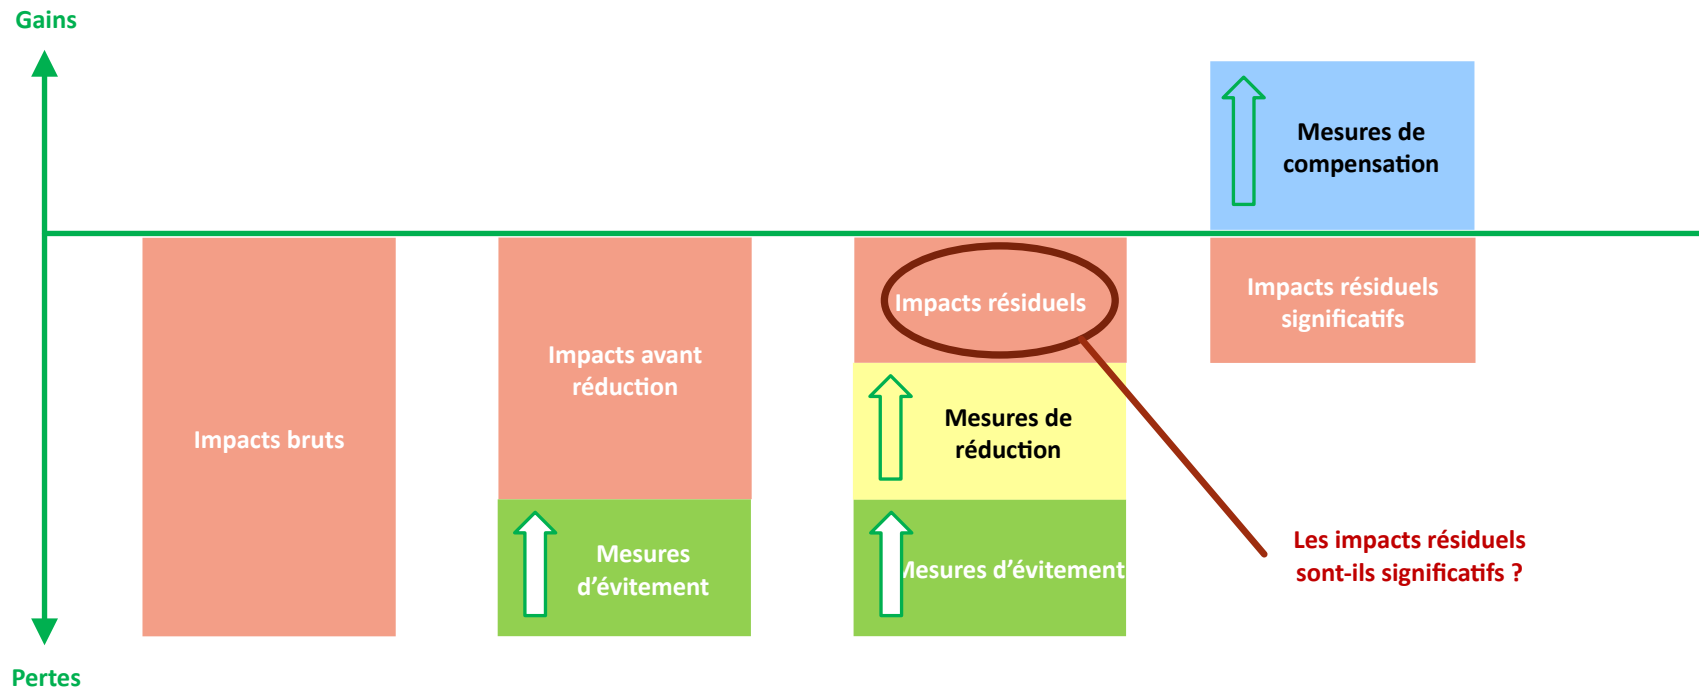 Gains
Mesures de
compensation
Impacts bruts
Impacts avant
réduction
Mesures
d’évitement
Impacts résiduels
Mesures de
réduction
Mesures d’évitement
Impacts résiduels
significatifs
Les impacts résiduels
sont-ils significatifs ?
Pertes